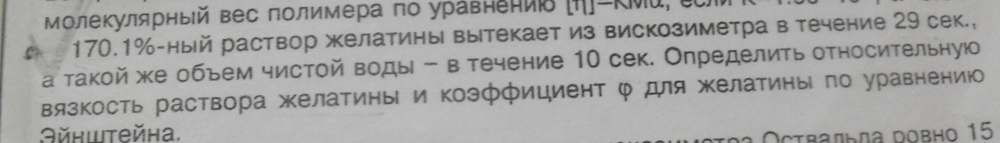 молекулярный вес полимера по уравнению [η]=KMα, если
170.1%-ный раствор желатины вытекает из вискозиметра в течение 29 сек.,
а такой же объем чистой воды – в течение 10 сек. Определить относительную
вязкость раствора желатины и коэффициент φ для желатины по уравнению
Эйнштейна.
Оствальда ровно 15